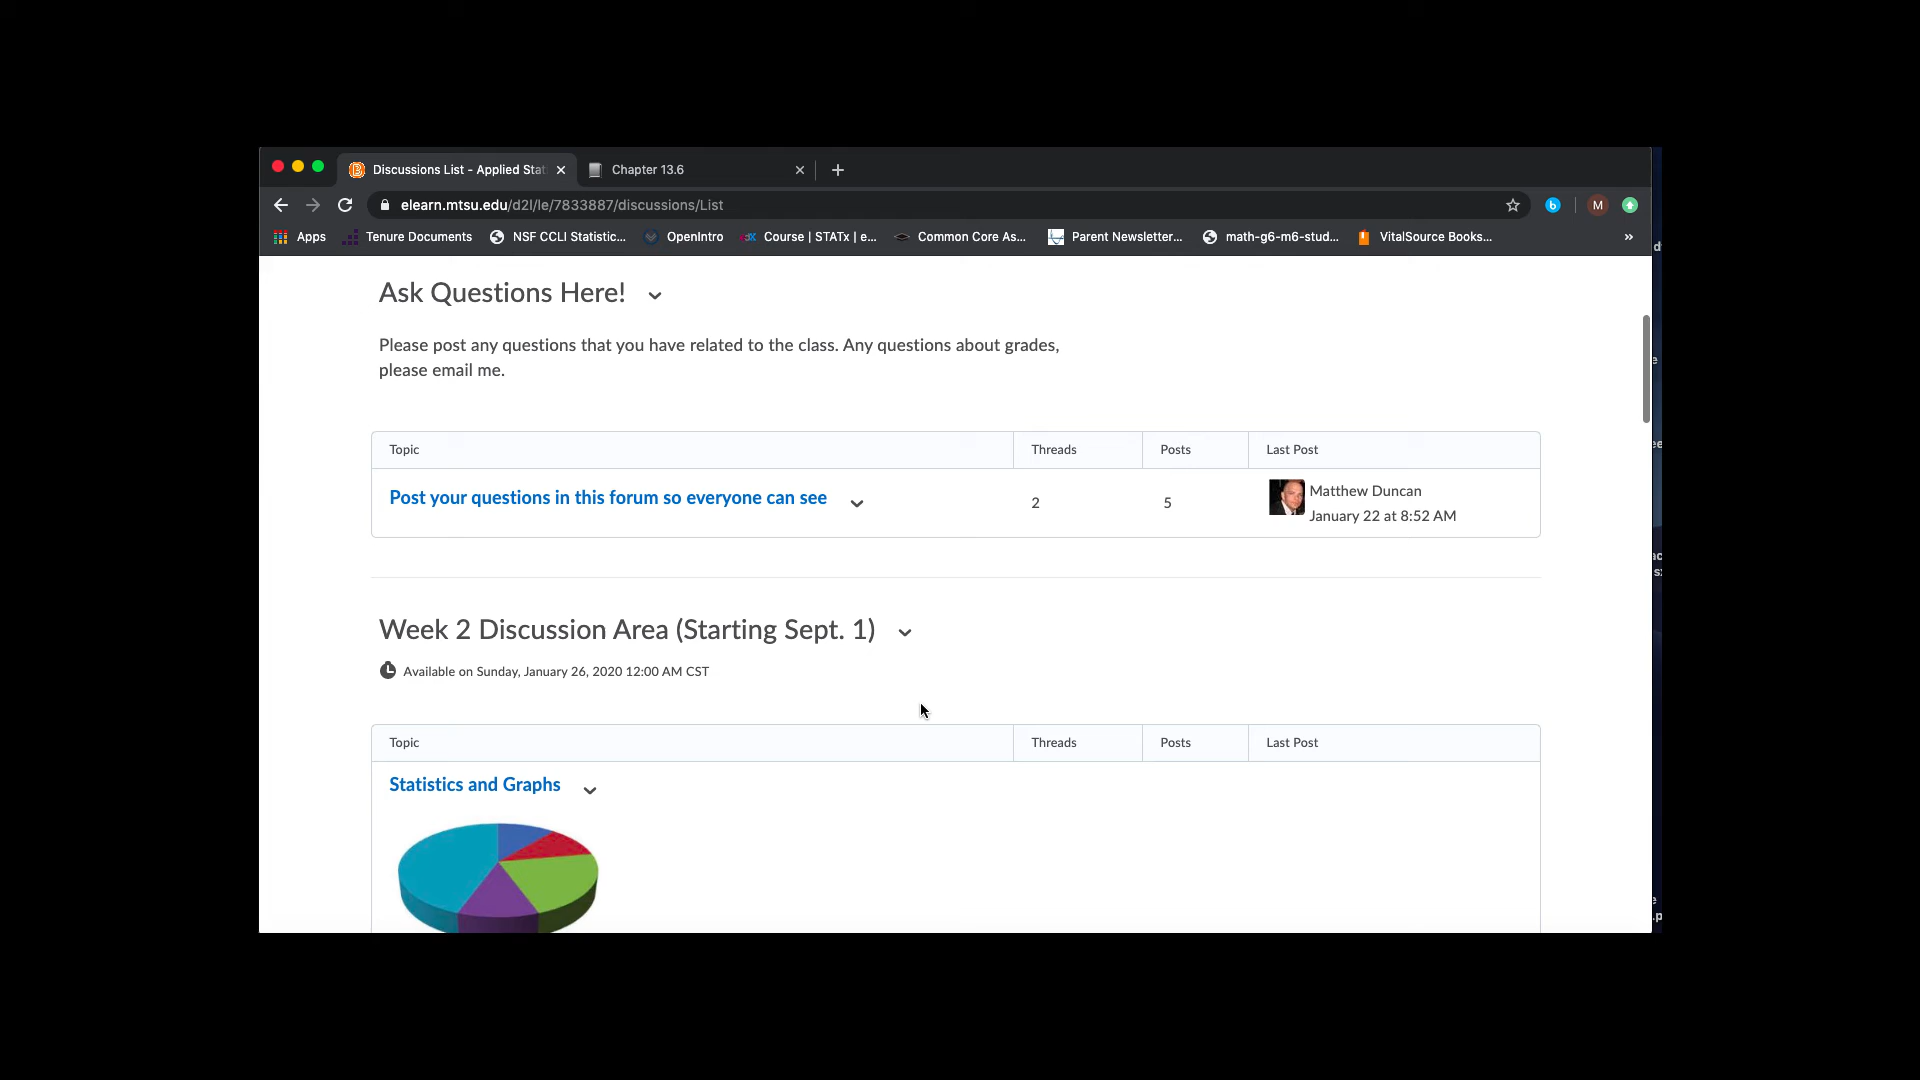 Discussions List - Applied Stat
Chapter 13.6
elearn.mtsu.edu/d2l/le/7833887/discussions/List
M
Apps
Tenure Documents
NSF CCLI Statistic...
OpenIntro
Course | STATx | e...
Common Core As...
Parent Newsletter...
math-g6-m6-stud...
VitalSource Books...
»
Ask Questions Here!
Please post any questions that you have related to the class. Any questions about grades,
please email me.
Topic Threads Posts Last Post
Post your questions in this forum so everyone can see 2 5 Matthew Duncan
January 22 at 8:52 AM
Week 2 Discussion Area (Starting Sept. 1)
Available on Sunday, January 26, 2020 12:00 AM CST
Topic Threads Posts Last Post
Statistics and Graphs